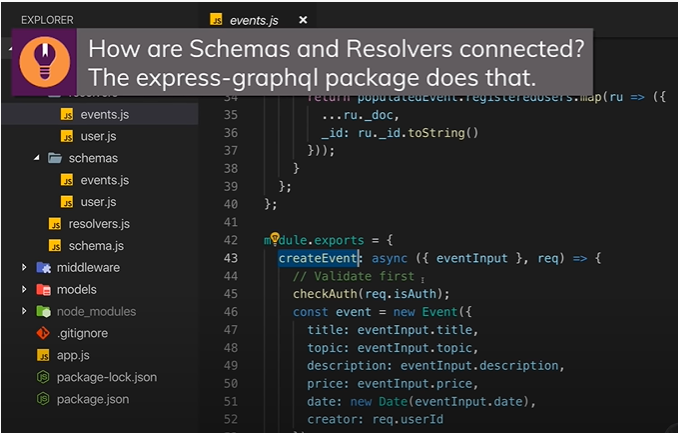 EXPLORER
events.js
How are Schemas and Resolvers connected?
The express-graphql package does that.
events.js
user.js
schemas
events.js
user.js
resolvers.js
schema.js
middleware
models
node_modules
.gitignore
app.js
package-lock.json
package.json
34 return populatedEvent.registeredUsers.map(ru => ({
35 ...ru._doc,
36 _id: ru._id.toString()
37 }));
38 }
39 };
40 };
41
42 module.exports = {
43 createEvent: async ({ eventInput }, req) => {
44 // Validate first
45 checkAuth(req.isAuth);
46 const event = new Event({
47 title: eventInput.title,
48 topic: eventInput.topic,
49 description: eventInput.description,
50 price: eventInput.price,
51 date: new Date(eventInput.date),
52 creator: req.userId